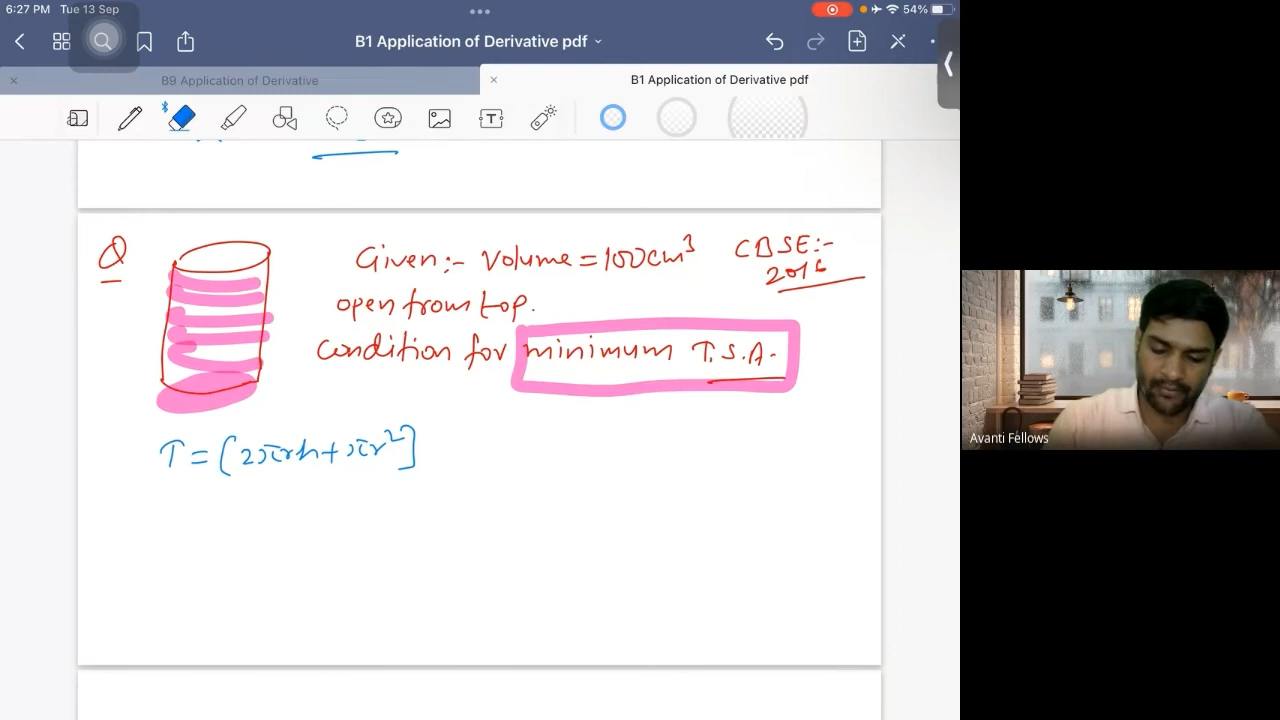 6:27 PM Tue 13 Sep
54%
B1 Application of Derivative pdf
B9 Application of Derivative
B1 Application of Derivative pdf
T
Q
Given:- Volume = 100cm³
CBSE:-
2016
open from top.
condition for minimum T.S.A.
T = [2πrh + πr²]
Avanti Fellows